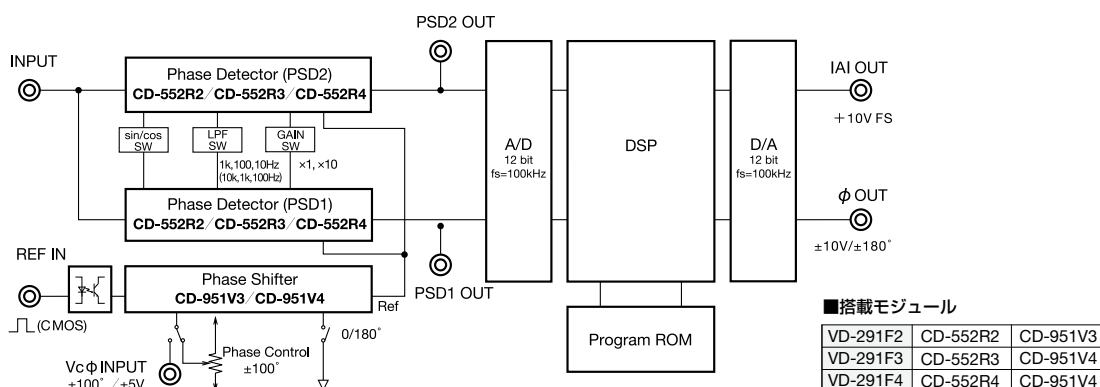 PSD2 OUT
INPUT
Phase Detector (PSD2)
CD-552R2/CD-552R3/CD-552R4
sin/cos
SW
LPF
SW
GAIN
SW
1k,100,10Hz
(10k,1k,100Hz)
×1, ×10
Phase Detector (PSD1)
CD-552R2/CD-552R3/CD-552R4
PSD1 OUT
REF IN
(CMOS)
Phase Shifter
CD-951V3/CD-951V4
Ref
0/180°
Phase Control
±100°
VcΦINPUT
±100°/±5V
A/D
12 bit
fs=100kHz
DSP
Program ROM
D/A
12 bit
fs=100kHz
IAI OUT
+10V FS
ϕ OUT
±10V/±180°
■搭載モジュール
VD-291F2 CD-552R2 CD-951V3
VD-291F3 CD-552R3 CD-951V4
VD-291F4 CD-552R4 CD-951V4